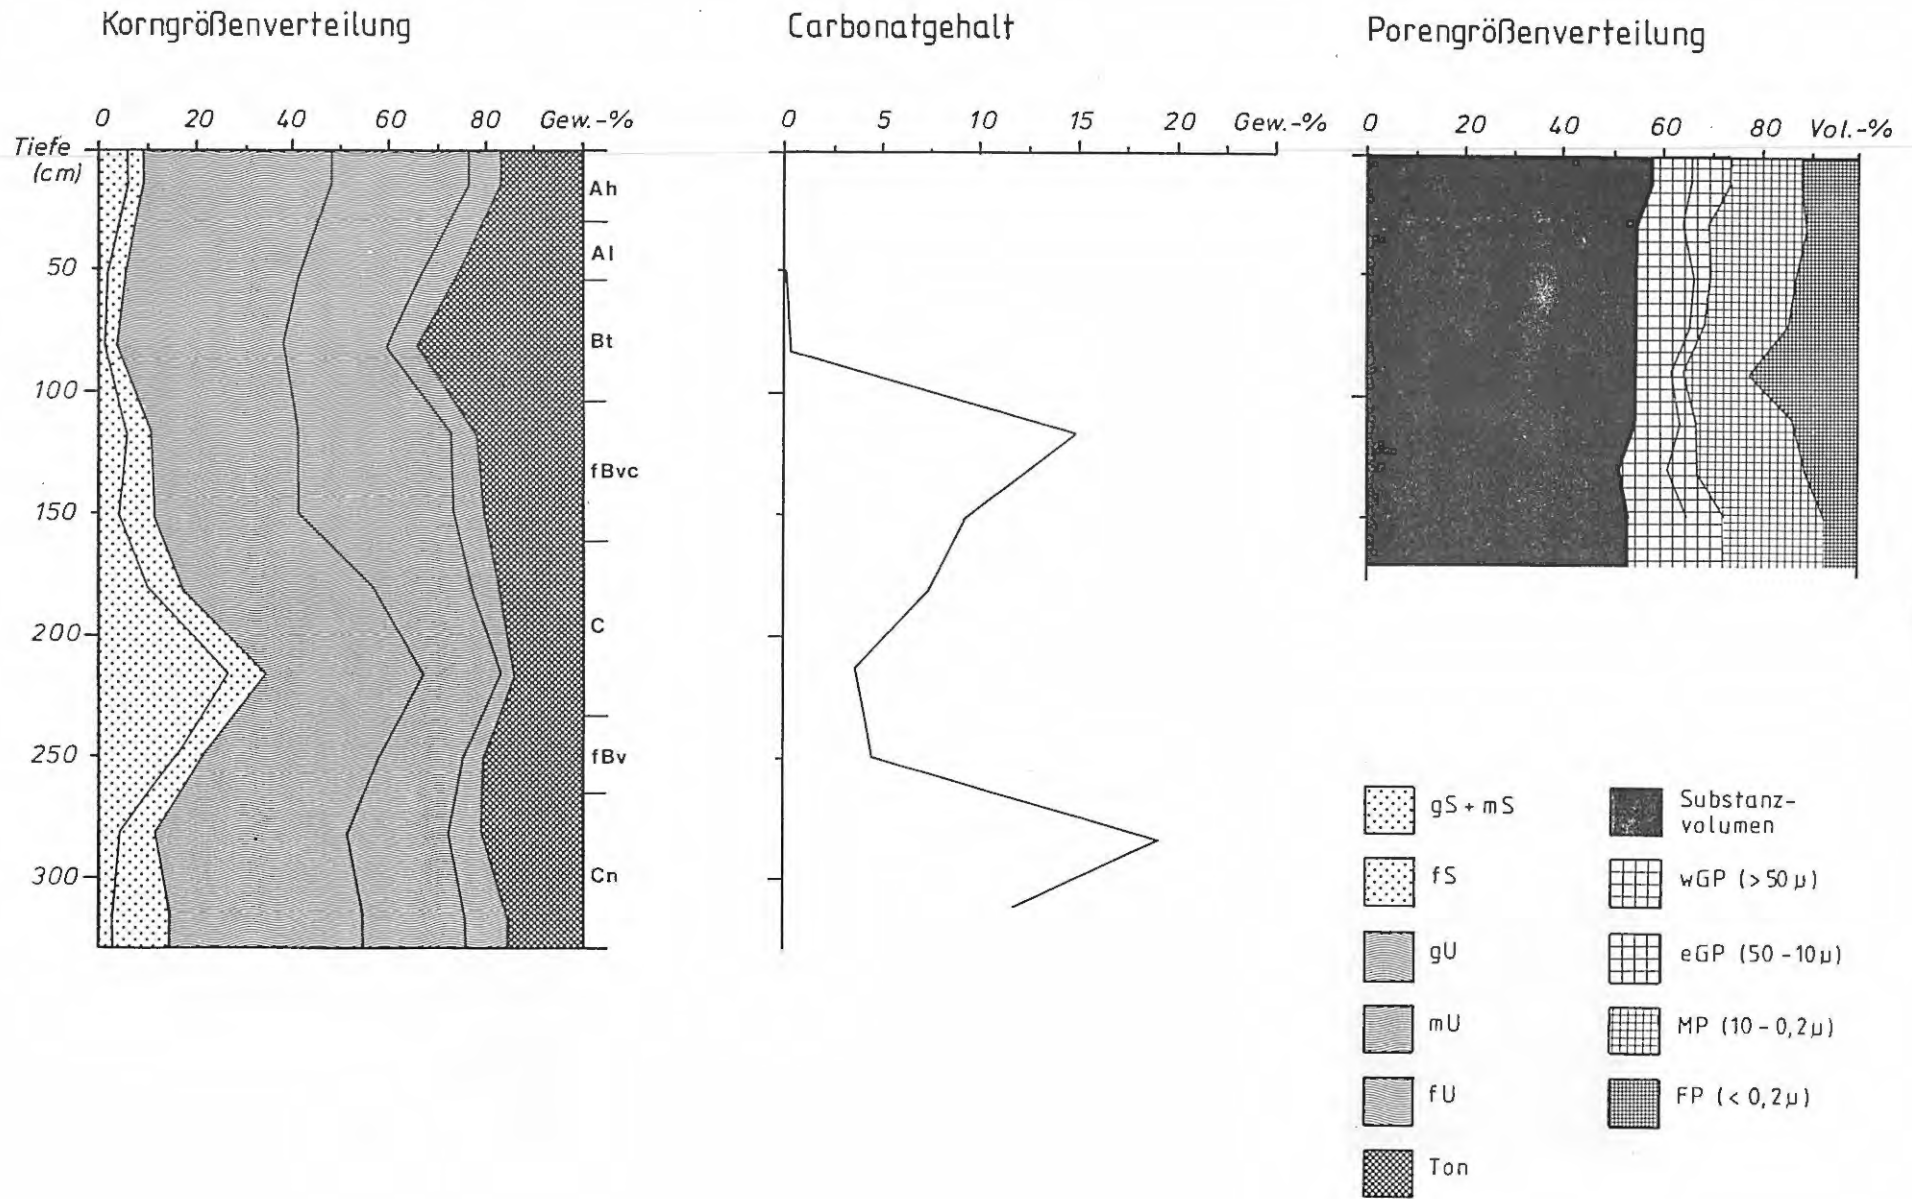 Korngrößenverteilung
0 20 40 60 80 Gew.-%
Tiefe
(cm)
50
100
150
200
250
300
Ah
Al
Bt
fBvc
C
fBv
Cn
Carbonatgehalt
0 5 10 15 20 Gew.-%
Porengrößenverteilung
0 20 40 60 80 Vol.-%
gS + mS
fS
gU
mU
fU
Ton
Substanz-
volumen
wGP (> 50 µ)
eGP (50 - 10 µ)
MP (10 - 0,2 µ)
FP (< 0,2 µ)